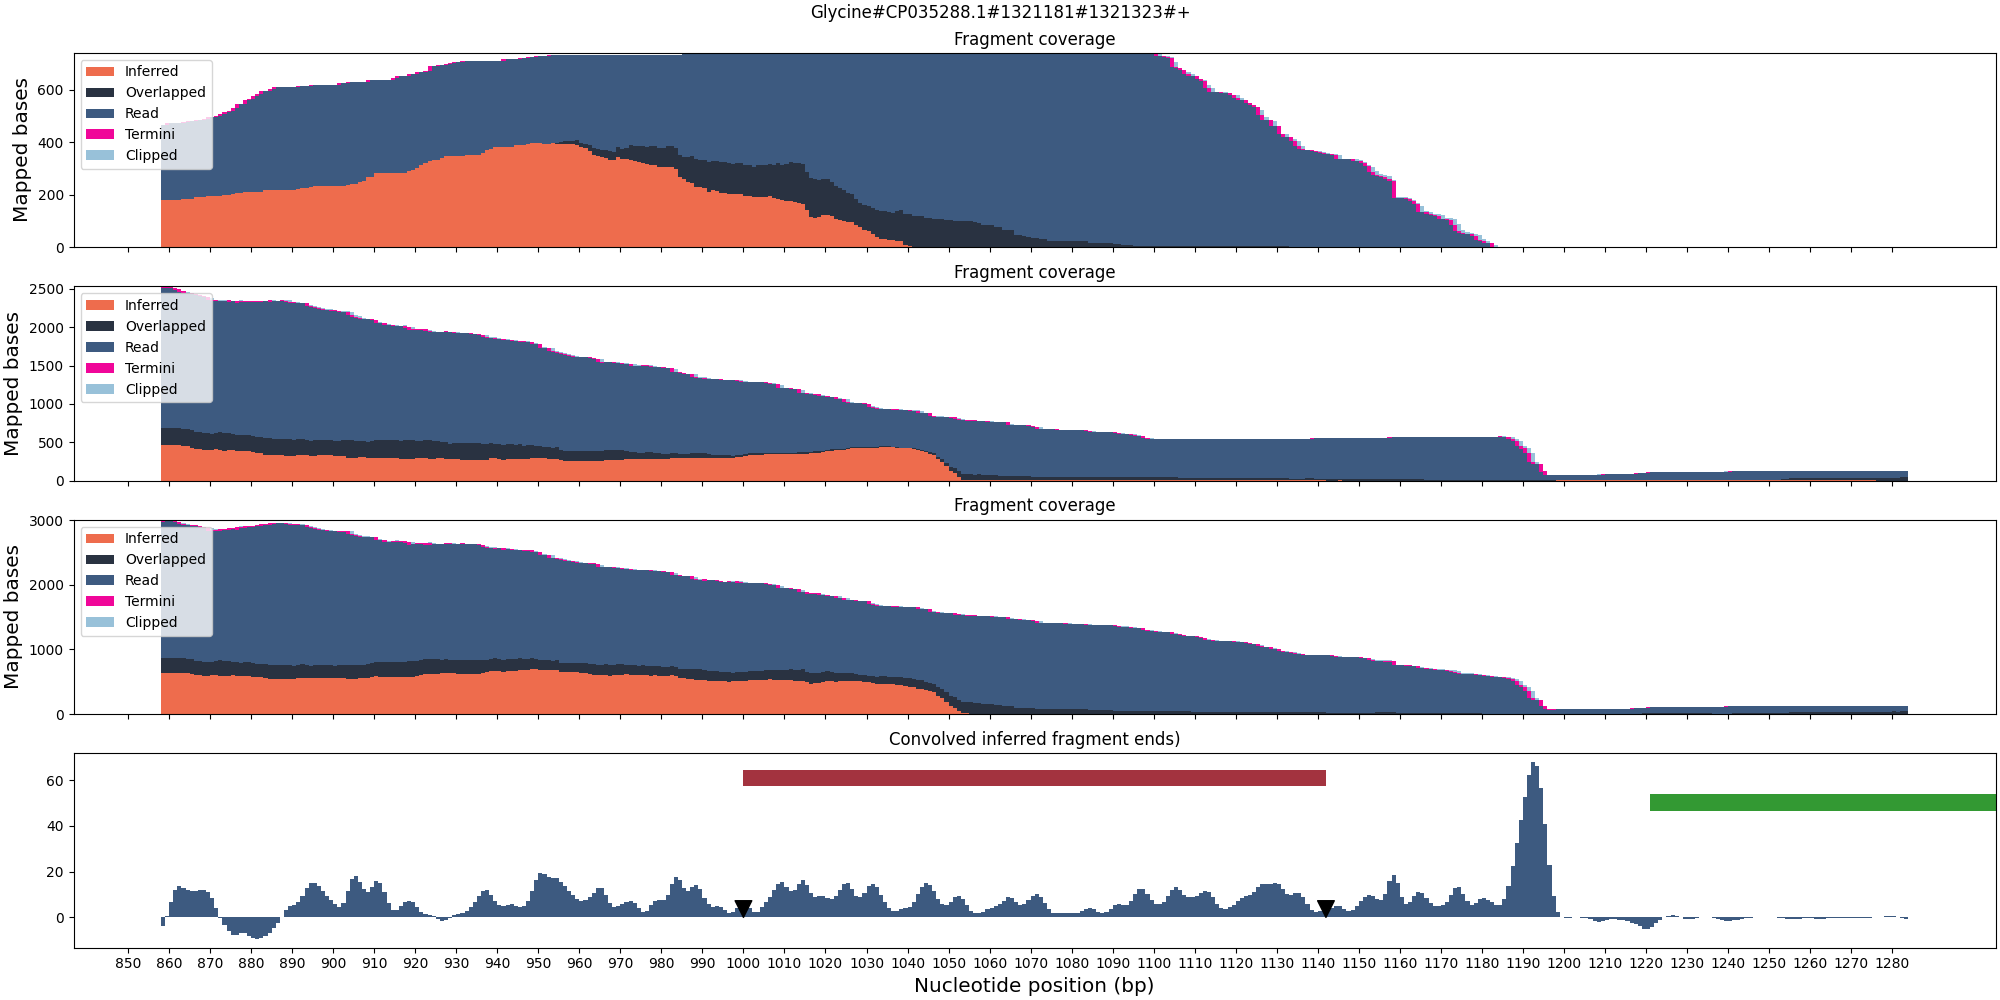 Glycine#CP035288.1#1321181#1321323#+
Fragment coverage
Mapped bases
600
400
200
0
Inferred
Overlapped
Read
Termini
Clipped
Fragment coverage
Mapped bases
2500
2000
1500
1000
500
0
Inferred
Overlapped
Read
Termini
Clipped
Fragment coverage
Mapped bases
3000
2000
1000
0
Inferred
Overlapped
Read
Termini
Clipped
Convolved inferred fragment ends)
60
40
20
0
850 860 870 880 890 900 910 920 930 940 950 960 970 980 990 1000 1010 1020 1030 1040 1050 1060 1070 1080 1090 1100 1110 1120 1130 1140 1150 1160 1170 1180 1190 1200 1210 1220 1230 1240 1250 1260 1270 1280
Nucleotide position (bp)